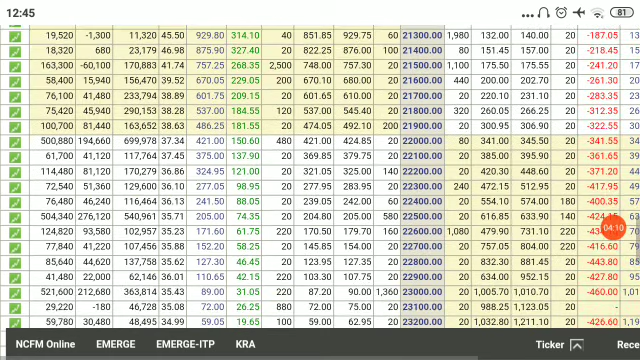 12:45 ... 81
19,520 -1,300 11,320 45.50 929.80 314.10 40 851.85 929.75 60 21300.00 1,980 132.00 140.00 20 -187.05 13
18,320 680 23,179 46.98 875.90 327.40 20 822.25 876.00 100 21400.00 80 151.45 157.00 20 -218.45 15
163,300 -60,100 170,883 41.74 757.25 268.35 2,500 748.00 757.30 20 21500.00 1,100 175.50 175.55 20 -241.20 17
58,400 15,940 156,457 39.52 670.05 229.05 200 670.10 680.00 20 21600.00 440 200.00 202.70 20 -261.30 20
76,100 41,480 233,794 38.89 601.75 209.15 20 601.65 610.00 20 21700.00 20 220.10 231.10 20 -283.35 23
75,420 45,940 290,153 38.28 537.00 184.55 120 537.00 545.40 20 21800.00 320 260.05 266.25 20 -312.35 26
100,700 81,440 163,652 38.63 486.25 181.55 20 474.05 492.10 200 21900.00 20 300.95 306.90 20 -322.55 30
500,880 194,660 699,978 37.34 421.00 150.60 480 421.00 424.85 20 22000.00 80 341.00 345.50 20 -341.55 34
61,700 41,120 117,764 37.45 375.00 137.90 20 369.85 379.75 20 22100.00 20 385.00 395.90 20 -361.65 38
114,480 81,120 170,279 36.86 324.95 121.00 20 321.05 325.00 140 22200.00 20 420.30 448.60 20 -371.20 44
72,540 51,360 129,600 36.10 277.05 98.95 20 277.95 283.95 20 22300.00 240 472.15 512.95 20 -417.95 49
76,480 46,240 116,464 36.13 241.50 88.05 20 239.05 242.00 60 22400.00 20 554.10 574.00 180 -400.35 57
504,340 276,120 540,961 35.71 205.00 74.35 20 204.80 205.00 580 22500.00 20 616.85 633.90 140
124,820 93,580 102,957 35.23 171.60 61.75 220 170.50 179.70 160 22600.00 1,080 479.90 731.10 20 04:10 70
77,840 41,220 107,456 35.88 152.20 58.25 20 145.85 154.00 20 22700.00 20 757.05 804.00 220 -416.60
85,640 44,620 137,758 35.62 127.30 46.45 20 123.95 127.35 20 22800.00 20 832.30 881.45 20 -443.80
41,480 22,000 62,146 36.01 110.65 42.15 20 103.30 107.75 20 22900.00 20 634.00 952.15 20 -427.80 95
521,600 212,680 363,814 35.43 89.00 31.05 220 87.20 90.00 1,360 23000.00 20 1,005.70 1,010.70 20 -460.00 1,01
29,220 -180 46,728 35.08 72.00 26.25 880 72.00 75.00 20 23100.00 20 988.25 1,123.05 20 -
59,780 30,480 48,495 34.99 59.05 19.65 100 59.00 62.95 20 23200.00 20 1,032.80 1,211.10 20 -426.60 1,19
NCFM Online EMERGE EMERGE-ITP KRA Ticker Rece